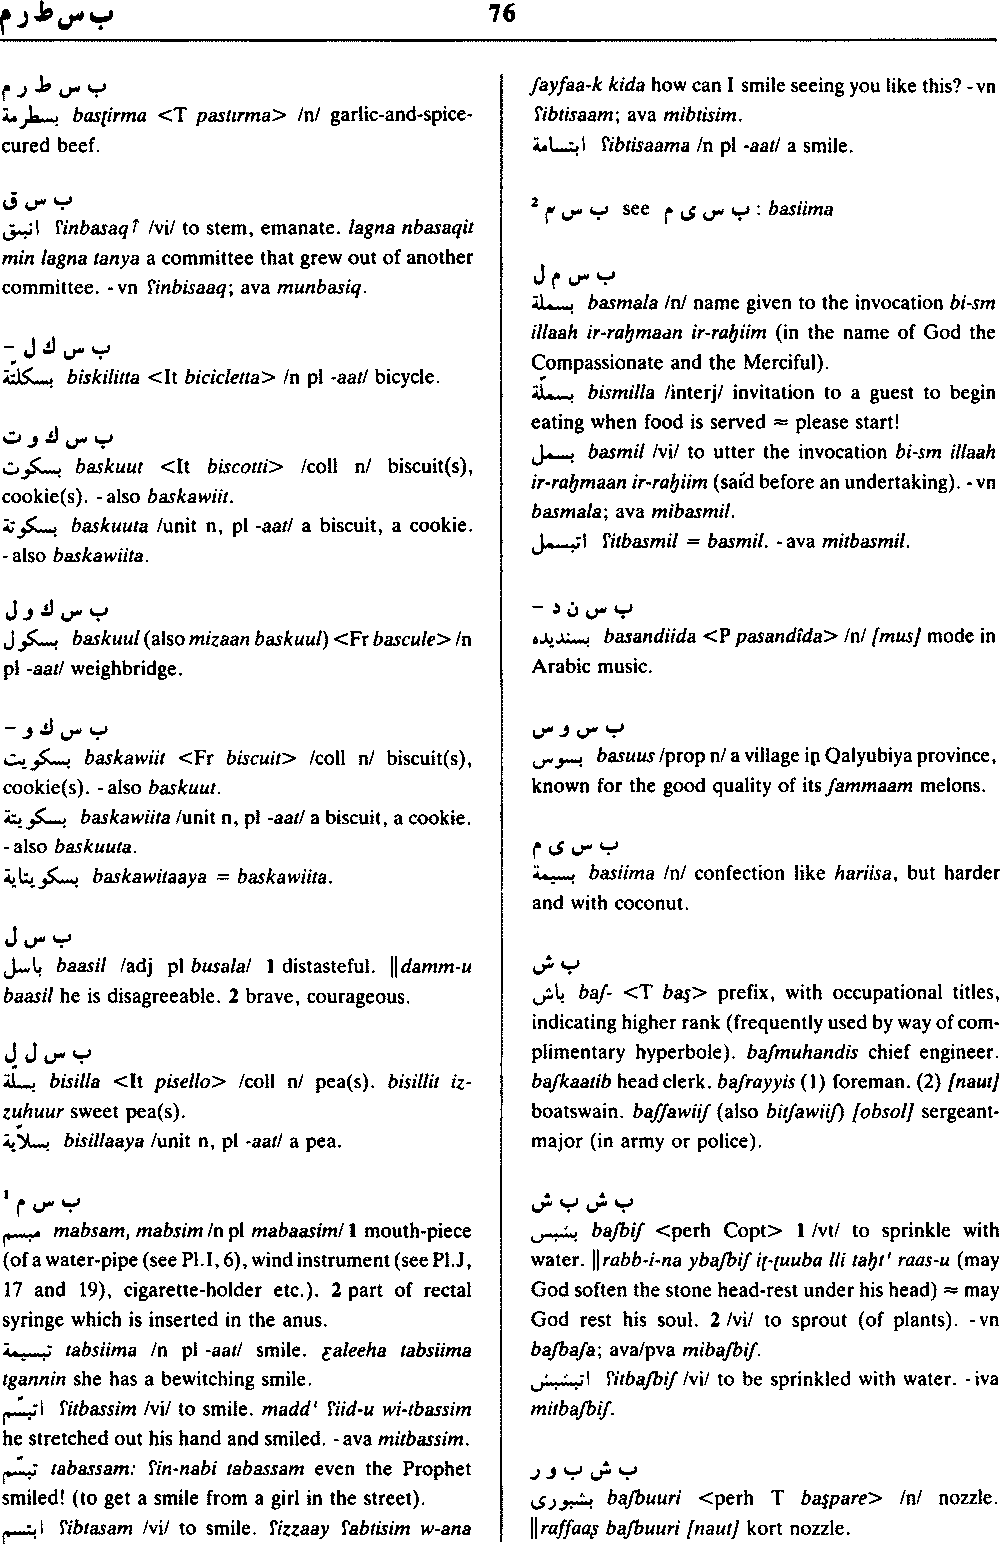 ب س ط ر م
76
ب س ط ر م
بسطرمة basṭirma <T pastırma> /n/ garlic-and-spice-
cured beef.
ب س ق
انبسق ʕinbasaq↑ /vi/ to stem, emanate. lagna nbasaqit
min lagna tanya a committee that grew out of another
committee. - vn ʕinbisaaq; ava munbasiq.
ب س ك لّ –
بسكلتّة biskilitta <It bicicletta> /n pl -aat/ bicycle.
ب س ك و ت
بسكوت baskuut <It biscotti> /coll n/ biscuit(s),
cookie(s). - also baskawiit.
بسكوتة baskuuta /unit n, pl -aat/ a biscuit, a cookie.
- also baskawiita.
ب س ك و ل
بسكول baskuul (also mizaan baskuul) <Fr bascule> /n
pl -aat/ weighbridge.
ب س ك و –
بسكويت baskawiit <Fr biscuit> /coll n/ biscuit(s),
cookie(s). - also baskuut.
بسكويتة baskawiita /unit n, pl -aat/ a biscuit, a cookie.
- also baskuuta.
بسكويتاية baskawitaaya = baskawiita.
ب س ل
باسل baasil /adj pl busala/ 1 distasteful. ‖damm-u
baasil he is disagreeable. 2 brave, courageous.
ب س ل ل
بسلّة bisilla <It pisello> /coll n/ pea(s). bisillit iz-
zuhuur sweet pea(s).
بسلّاية bisillaaya /unit n, pl -aat/ a pea.
ب س م ¹
مبسم mabsam, mabsim /n pl mabaasim/ 1 mouth-piece
(of a water-pipe (see Pl.I, 6), wind instrument (see Pl.J,
17 and 19), cigarette-holder etc.). 2 part of rectal
syringe which is inserted in the anus.
تبسيمة tabsiima /n pl -aat/ smile. ɛaleeha tabsiima
tgannin she has a bewitching smile.
اتبسّم ʕitbassim /vi/ to smile. madd' ʕiid-u wi-tbassim
he stretched out his hand and smiled. - ava mitbassim.
تبسّم tabassam: ʕin-nabi tabassam even the Prophet
smiled! (to get a smile from a girl in the street).
ابتسم ʕibtasam /vi/ to smile. ʕizzaay ʕabtisim w-ana
ʃayfaa-k kida how can I smile seeing you like this? - vn
ʕibtisaam; ava mibtisim.
ابتسامة ʕibtisaama /n pl -aat/ a smile.
ب س م ² see ب س ى م : basiima
ب س م ل
بسملة basmala /n/ name given to the invocation bi-sm
illaah ir-raḥmaan ir-raḥiim (in the name of God the
Compassionate and the Merciful).
بسملّة bismilla /interj/ invitation to a guest to begin
eating when food is served ≈ please start!
بسمل basmil /vi/ to utter the invocation bi-sm illaah
ir-raḥmaan ir-raḥiim (said before an undertaking). - vn
basmala; ava mibasmil.
اتبسمل ʕitbasmil = basmil. - ava mitbasmil.
ب س ن د –
بسنديده basandiida <P pasandîda> /n/ [mus] mode in
Arabic music.
ب س و س
بسوس basuus /prop n/ a village in Qalyubiya province,
known for the good quality of its ʃammaam melons.
ب س ى م
بسيمة basiima /n/ confection like hariisa, but harder
and with coconut.
ب ش
باش baʃ- <T baş> prefix, with occupational titles,
indicating higher rank (frequently used by way of com-
plimentary hyperbole). baʃmuhandis chief engineer.
baʃkaatib head clerk. baʃrayyis (1) foreman. (2) [naut]
boatswain. baʃʃawiiʃ (also bitʃawiiʃ) [obsol] sergeant-
major (in army or police).
ب ش ب ش
بشبش baʃbiʃ <perh Copt> 1 /vt/ to sprinkle with
water. ‖rabb-i-na ybaʃbiʃ iṭ-ṭuuba lli taḥt' raas-u (may
God soften the stone head-rest under his head) ≈ may
God rest his soul. 2 /vi/ to sprout (of plants). - vn
baʃbaʃa; ava/pva mibaʃbiʃ.
اتبشبش ʕitbaʃbiʃ /vi/ to be sprinkled with water. - iva
mitbaʃbiʃ.
ب ش ب و ر
بشبورى baʃbuuri <perh T başpare> /n/ nozzle.
‖raffaaṣ baʃbuuri [naut] kort nozzle.